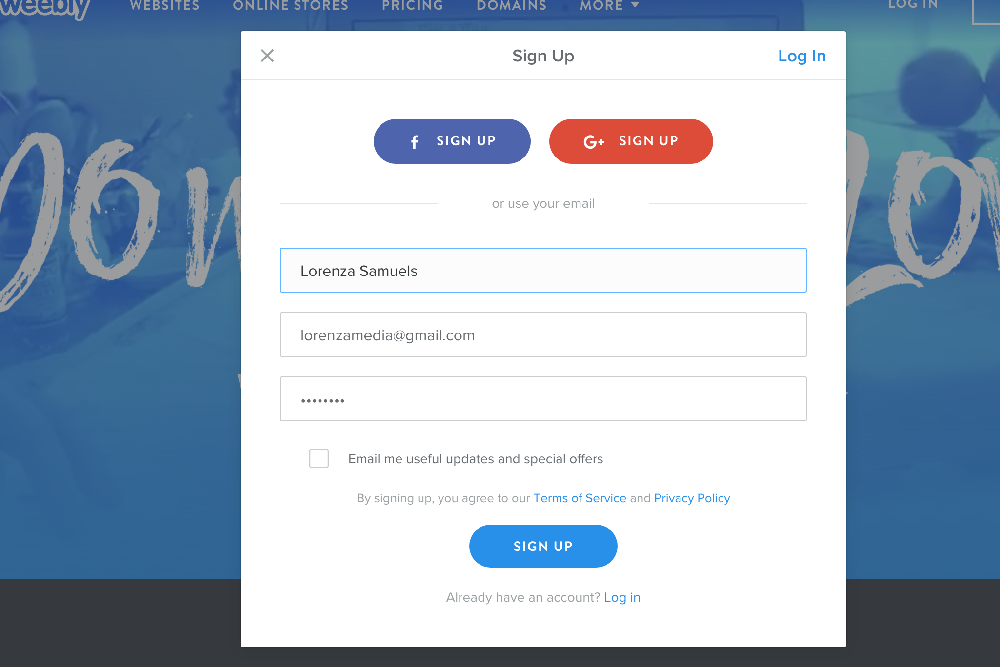 weebly WEBSITES ONLINE STORES PRICING DOMAINS MORE LOG IN
Sign Up Log In
f SIGN UP G+ SIGN UP
or use your email
Lorenza Samuels
lorenzamedia@gmail.com
••••••••
Email me useful updates and special offers
By signing up, you agree to our Terms of Service and Privacy Policy
SIGN UP
Already have an account? Log in